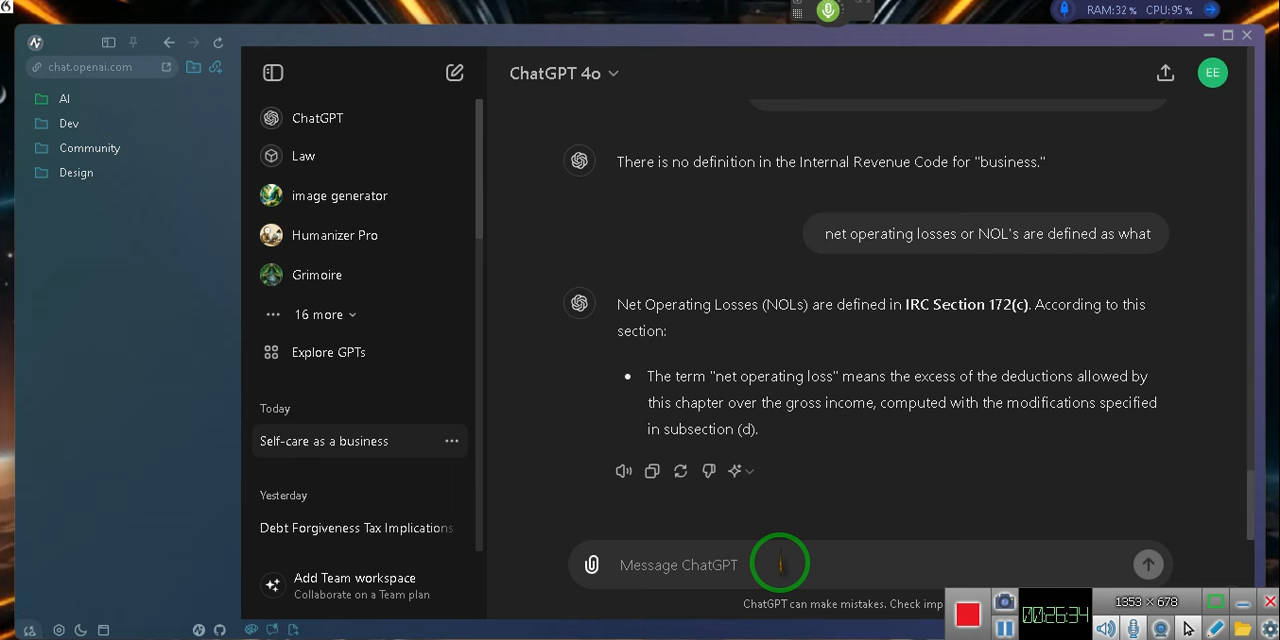 RAM:32% CPU:95%
chat.openai.com
AI
Dev
Community
Design
ChatGPT
Law
image generator
Humanizer Pro
Grimoire
16 more
Explore GPTs
Today
Self-care as a business
Yesterday
Debt Forgiveness Tax Implications
Add Team workspace
Collaborate on a Team plan
ChatGPT 4o
EE
There is no definition in the Internal Revenue Code for "business."
net operating losses or NOL's are defined as what
Net Operating Losses (NOLs) are defined in IRC Section 172(c). According to this
section:
• The term "net operating loss" means the excess of the deductions allowed by
this chapter over the gross income, computed with the modifications specified
in subsection (d).
Message ChatGPT
ChatGPT can make mistakes. Check imp
1353 × 678
00:26:34